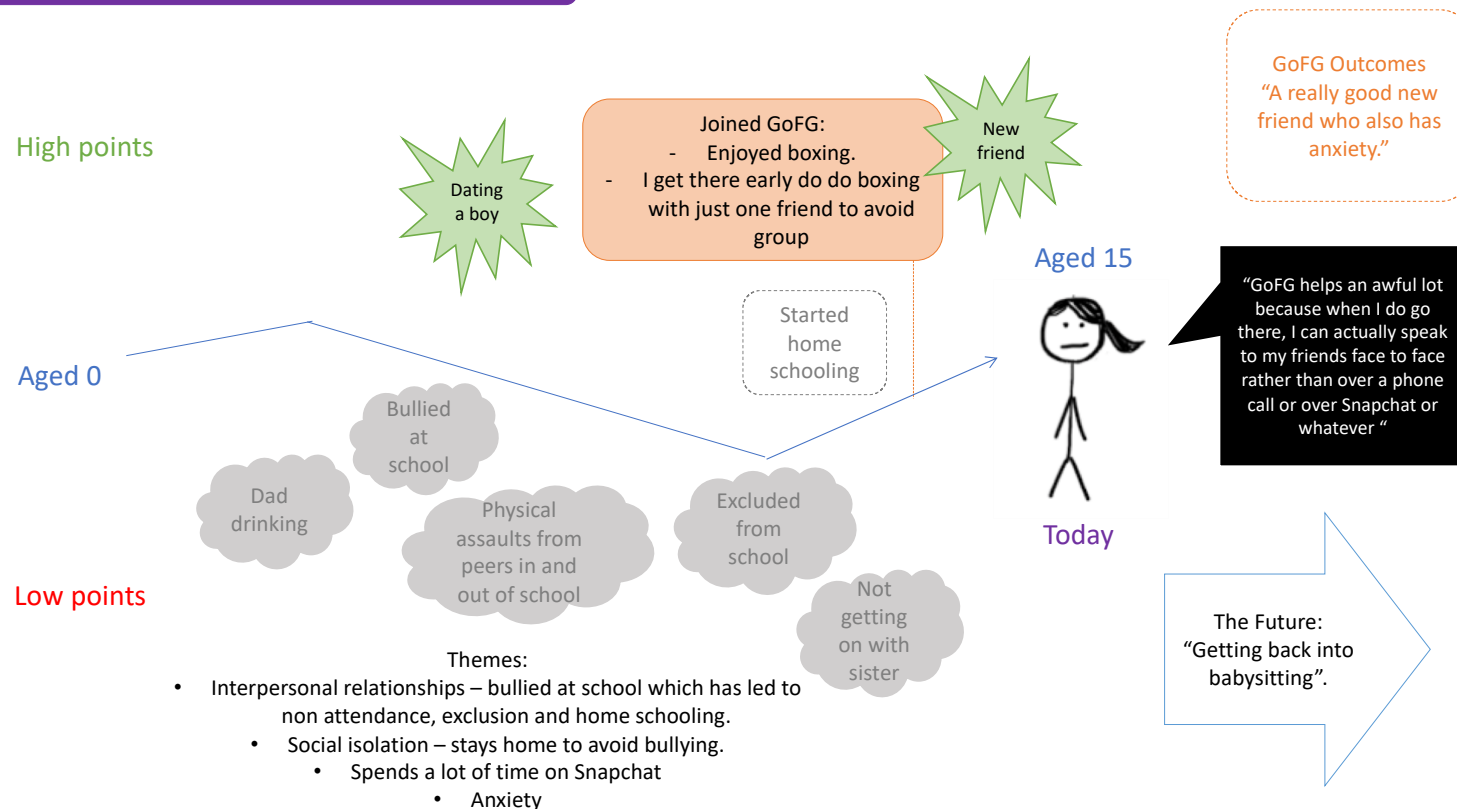 High points
Dating
a boy
Joined GoFG:
- Enjoyed boxing.
- I get there early do do boxing
with just one friend to avoid
group
New
friend
GoFG Outcomes
“A really good new
friend who also has
anxiety.”
Aged 15
Started
home
schooling
“GoFG helps an awful lot
because when I do go
there, I can actually speak
to my friends face to face
rather than over a phone
call or over Snapchat or
whatever “
Aged 0
Bullied
at
school
Dad
drinking
Physical
assaults from
peers in and
out of school
Excluded
from
school
Not
getting
on with
sister
Today
Low points
The Future:
“Getting back into
babysitting”.
Themes:
• Interpersonal relationships – bullied at school which has led to
non attendance, exclusion and home schooling.
• Social isolation – stays home to avoid bullying.
• Spends a lot of time on Snapchat
• Anxiety